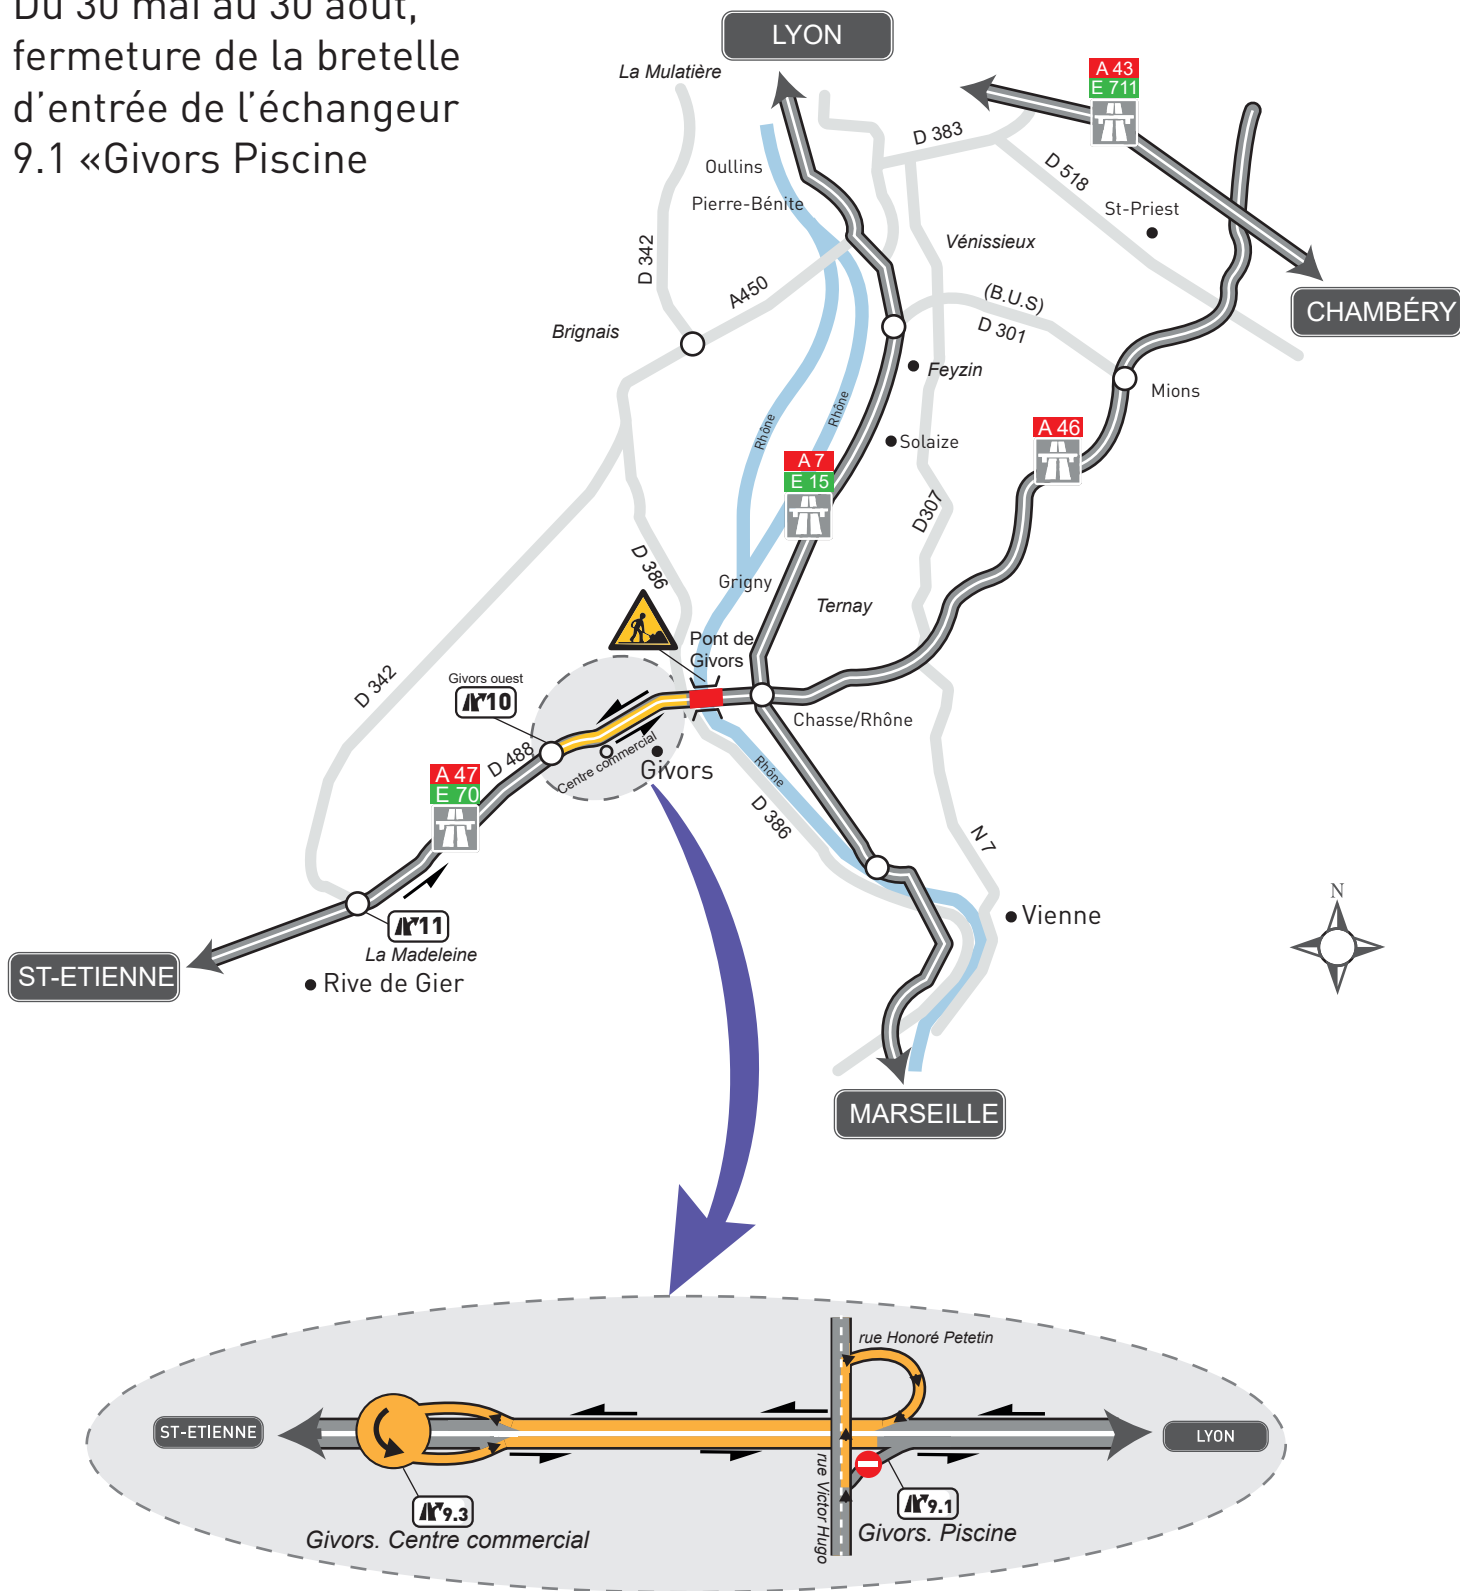 Du 30 mai au 30 août,
fermeture de la bretelle
d'entrée de l'échangeur
9.1 «Givors Piscine
LYON
La Mulatière
A 43
E 711
D 383
D 518
Oullins
Pierre-Bénite
St-Priest
Vénissieux
D 342
A450
(B.U.S)
D 301
CHAMBÉRY
Brignais
Feyzin
Mions
Rhône
Rhône
Solaize
A 46
A 7
E 15
D307
D 386
Grigny
Ternay
Pont de
Givors
D 342
Givors ouest
10
Chasse/Rhône
D 488
Centre commercial
Givors
Rhône
A 47
E 70
D 386
N 7
N
11
La Madeleine
Vienne
ST-ETIENNE
Rive de Gier
MARSEILLE
rue Honoré Petetin
ST-ETIENNE
LYON
rue Victor Hugo
9.3
9.1
Givors. Centre commercial
Givors. Piscine